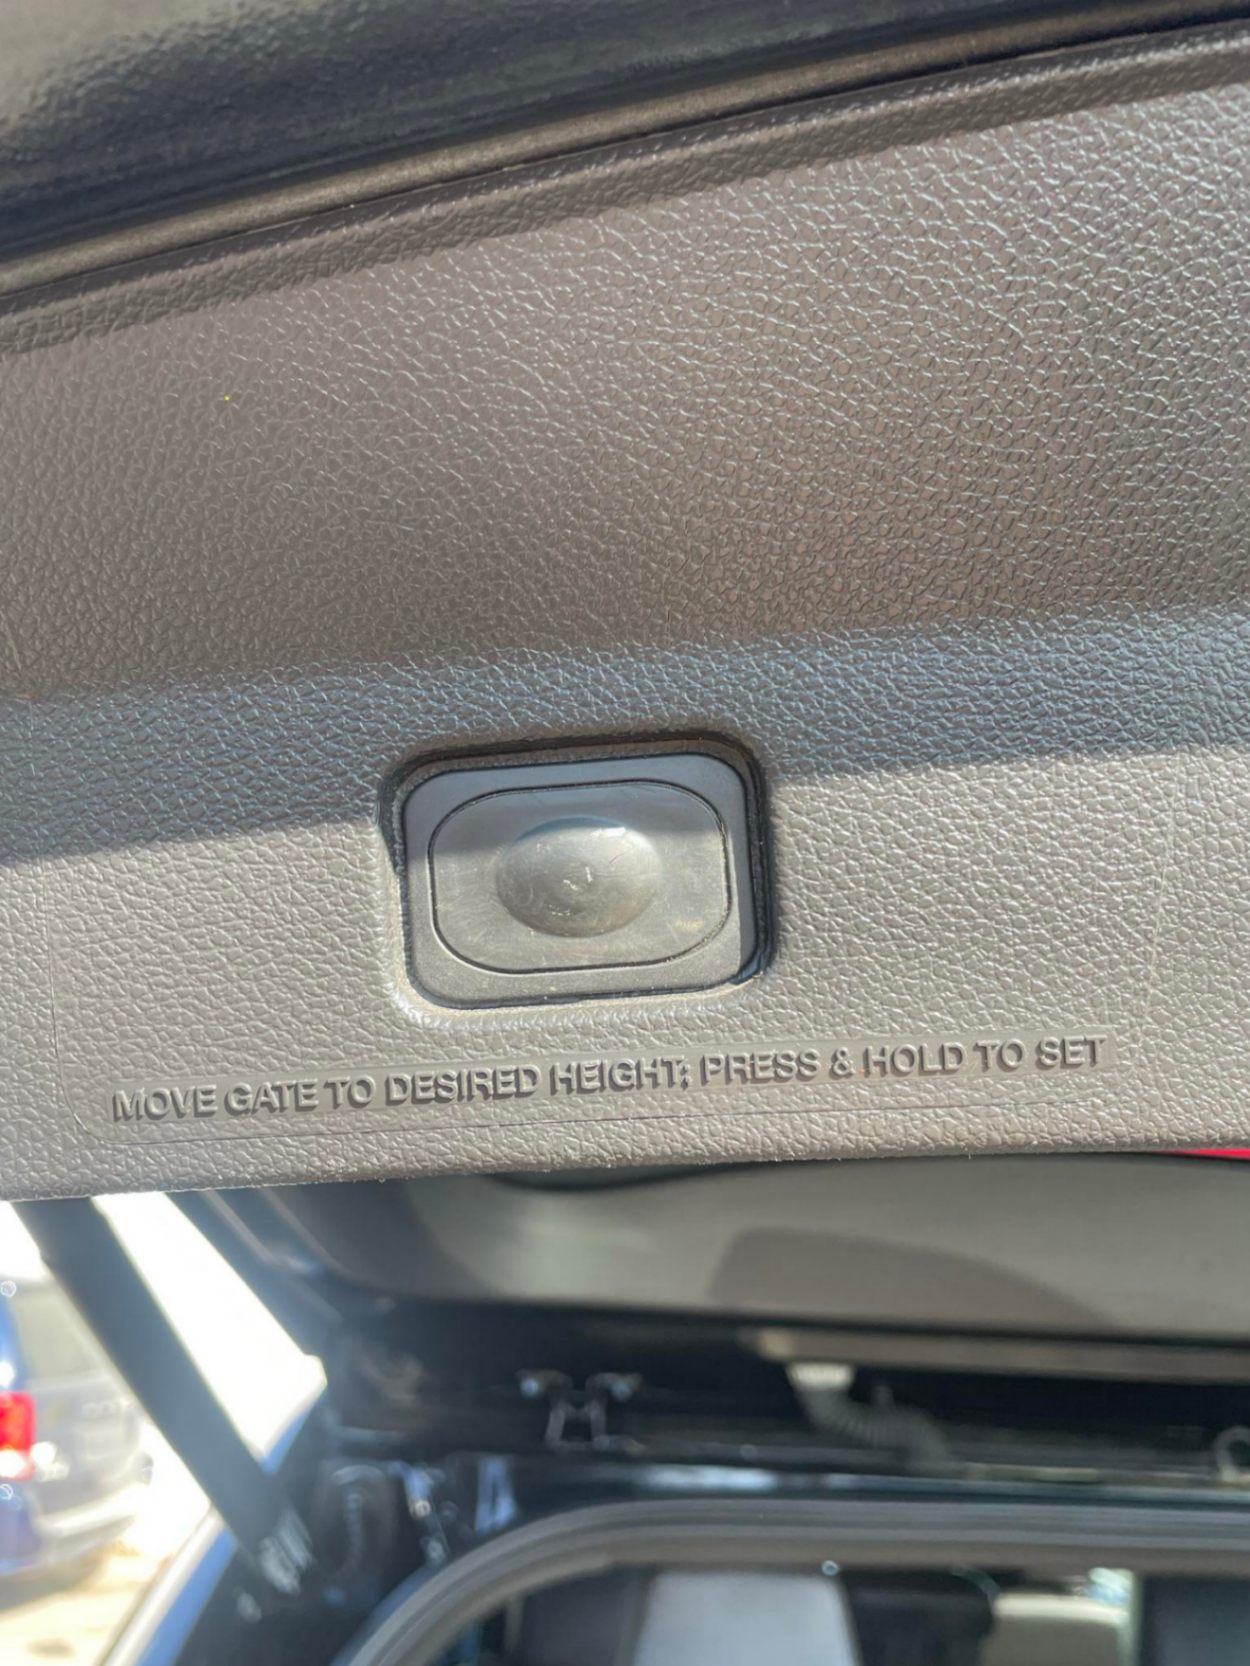 MOVE GATE TO DESIRED HEIGHT; PRESS & HOLD TO SET